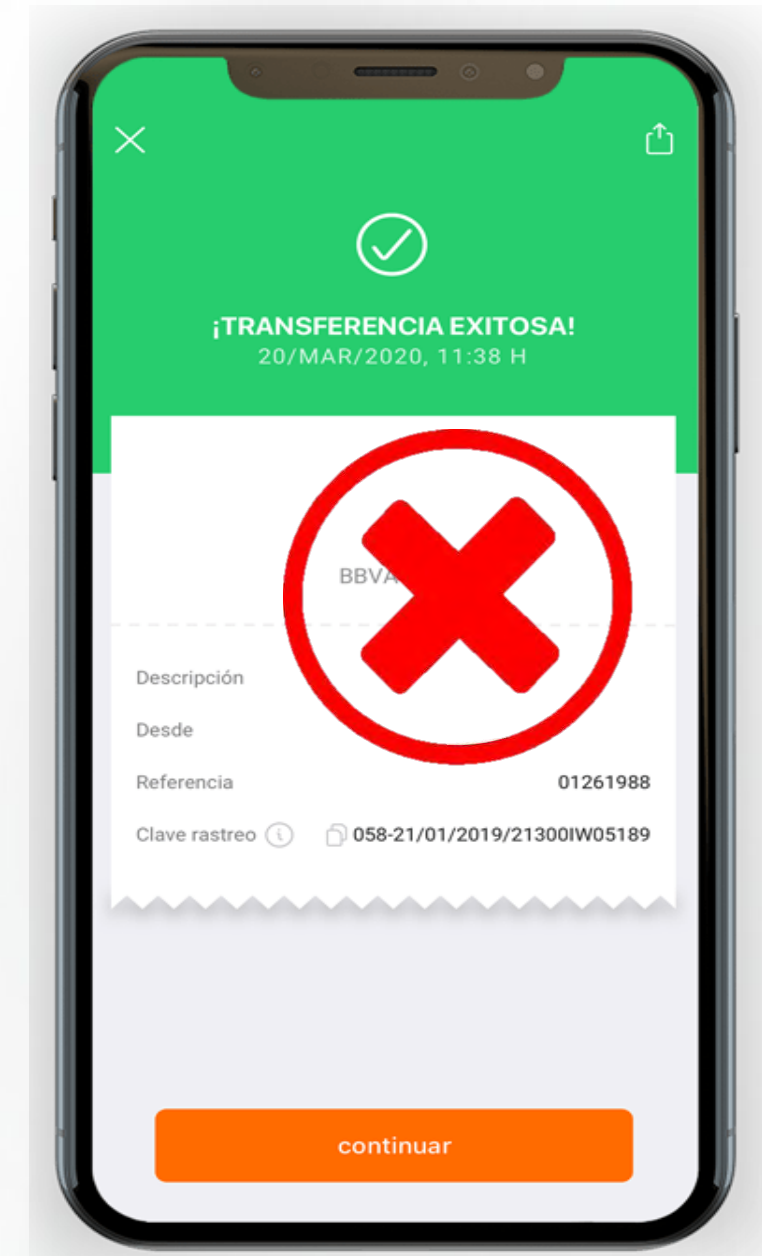 ¡TRANSFERENCIA EXITOSA!
20/MAR/2020, 11:38 H
BBVA
Descripción
Desde
Referencia 01261988
Clave rastreo 058-21/01/2019/21300IW05189
continuar